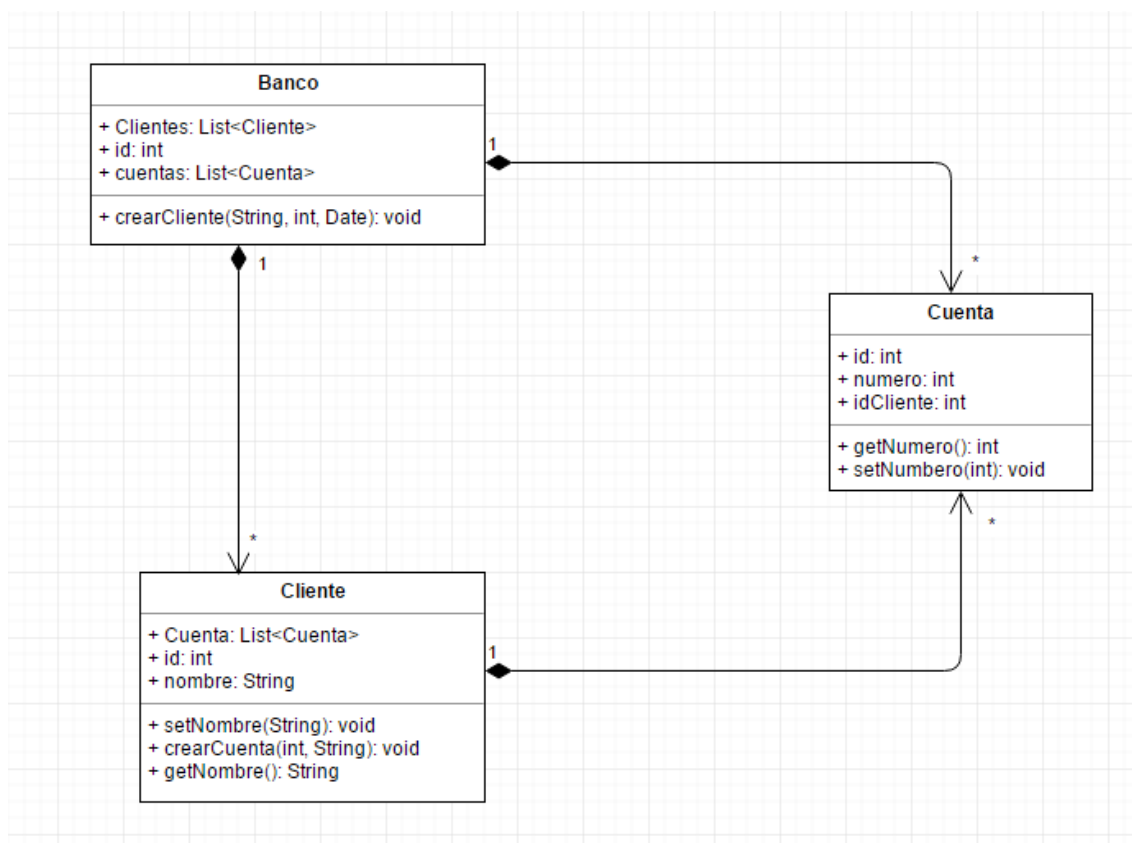 Banco
+ Clientes: List<Cliente>
+ id: int
+ cuentas: List<Cuenta>
+ crearCliente(String, int, Date): void
1
1
*
Cuenta
+ id: int
+ numero: int
+ idCliente: int
+ getNumero(): int
+ setNumbero(int): void
*
*
Cliente
+ Cuenta: List<Cuenta>
+ id: int
+ nombre: String
+ setNombre(String): void
+ crearCuenta(int, String): void
+ getNombre(): String
1